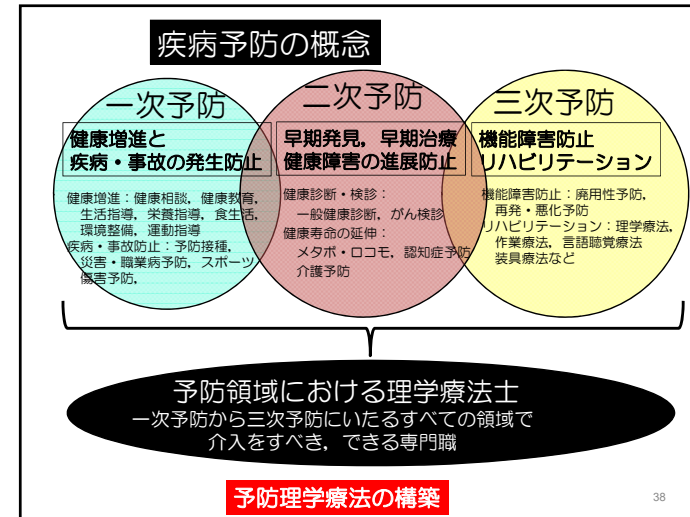 疾病予防の概念
一次予防
健康増進と
疾病・事故の発生防止
健康増進：健康相談，健康教育，
生活指導，栄養指導，食生活，
環境整備，運動指導
疾病・事故防止：予防接種，
災害・職業病予防，スポーツ
傷害予防，
二次予防
早期発見，早期治療
健康障害の進展防止
健康診断・検診：
一般健康診断，がん検診
健康寿命の延伸：
メタボ・ロコモ，認知症予防
介護予防
三次予防
機能障害防止
リハビリテーション
機能障害防止：廃用性予防，
再発・悪化予防
リハビリテーション：理学療法，
作業療法，言語聴覚療法
装具療法など
予防領域における理学療法士
一次予防から三次予防にいたるすべての領域で
介入をすべき，できる専門職
予防理学療法の構築
38